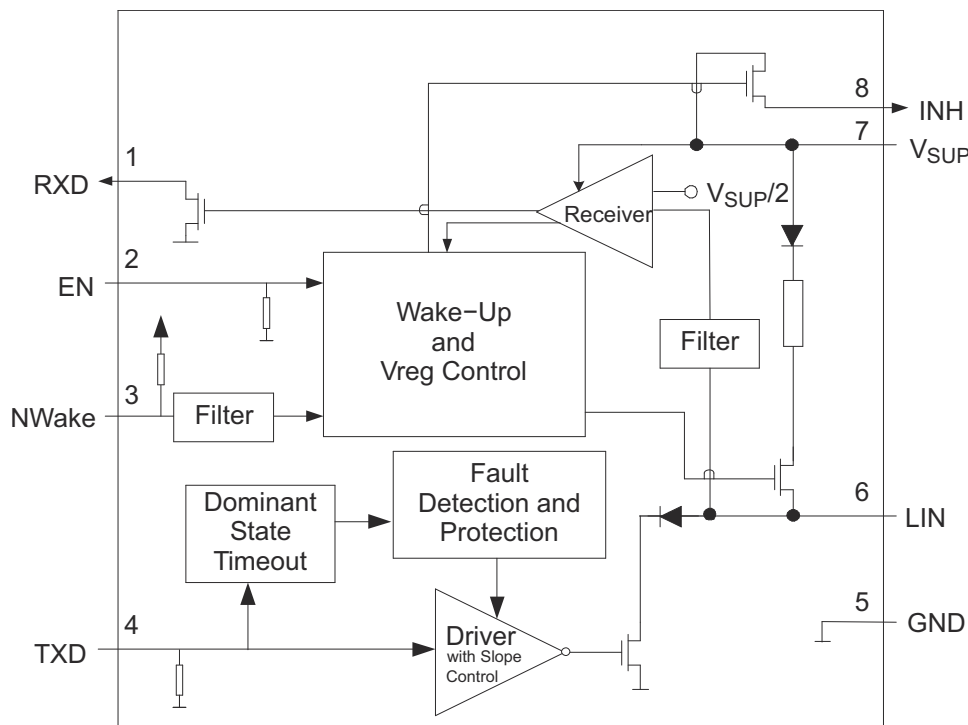 8
INH
7
VSUP
1
RXD
VSUP/2
Receiver
2
EN
Wake−Up
and
Vreg Control
Filter
3
NWake
Filter
Fault
Detection and
Protection
Dominant
State
Timeout
6
LIN
5
GND
4
TXD
Driver
with Slope
Control